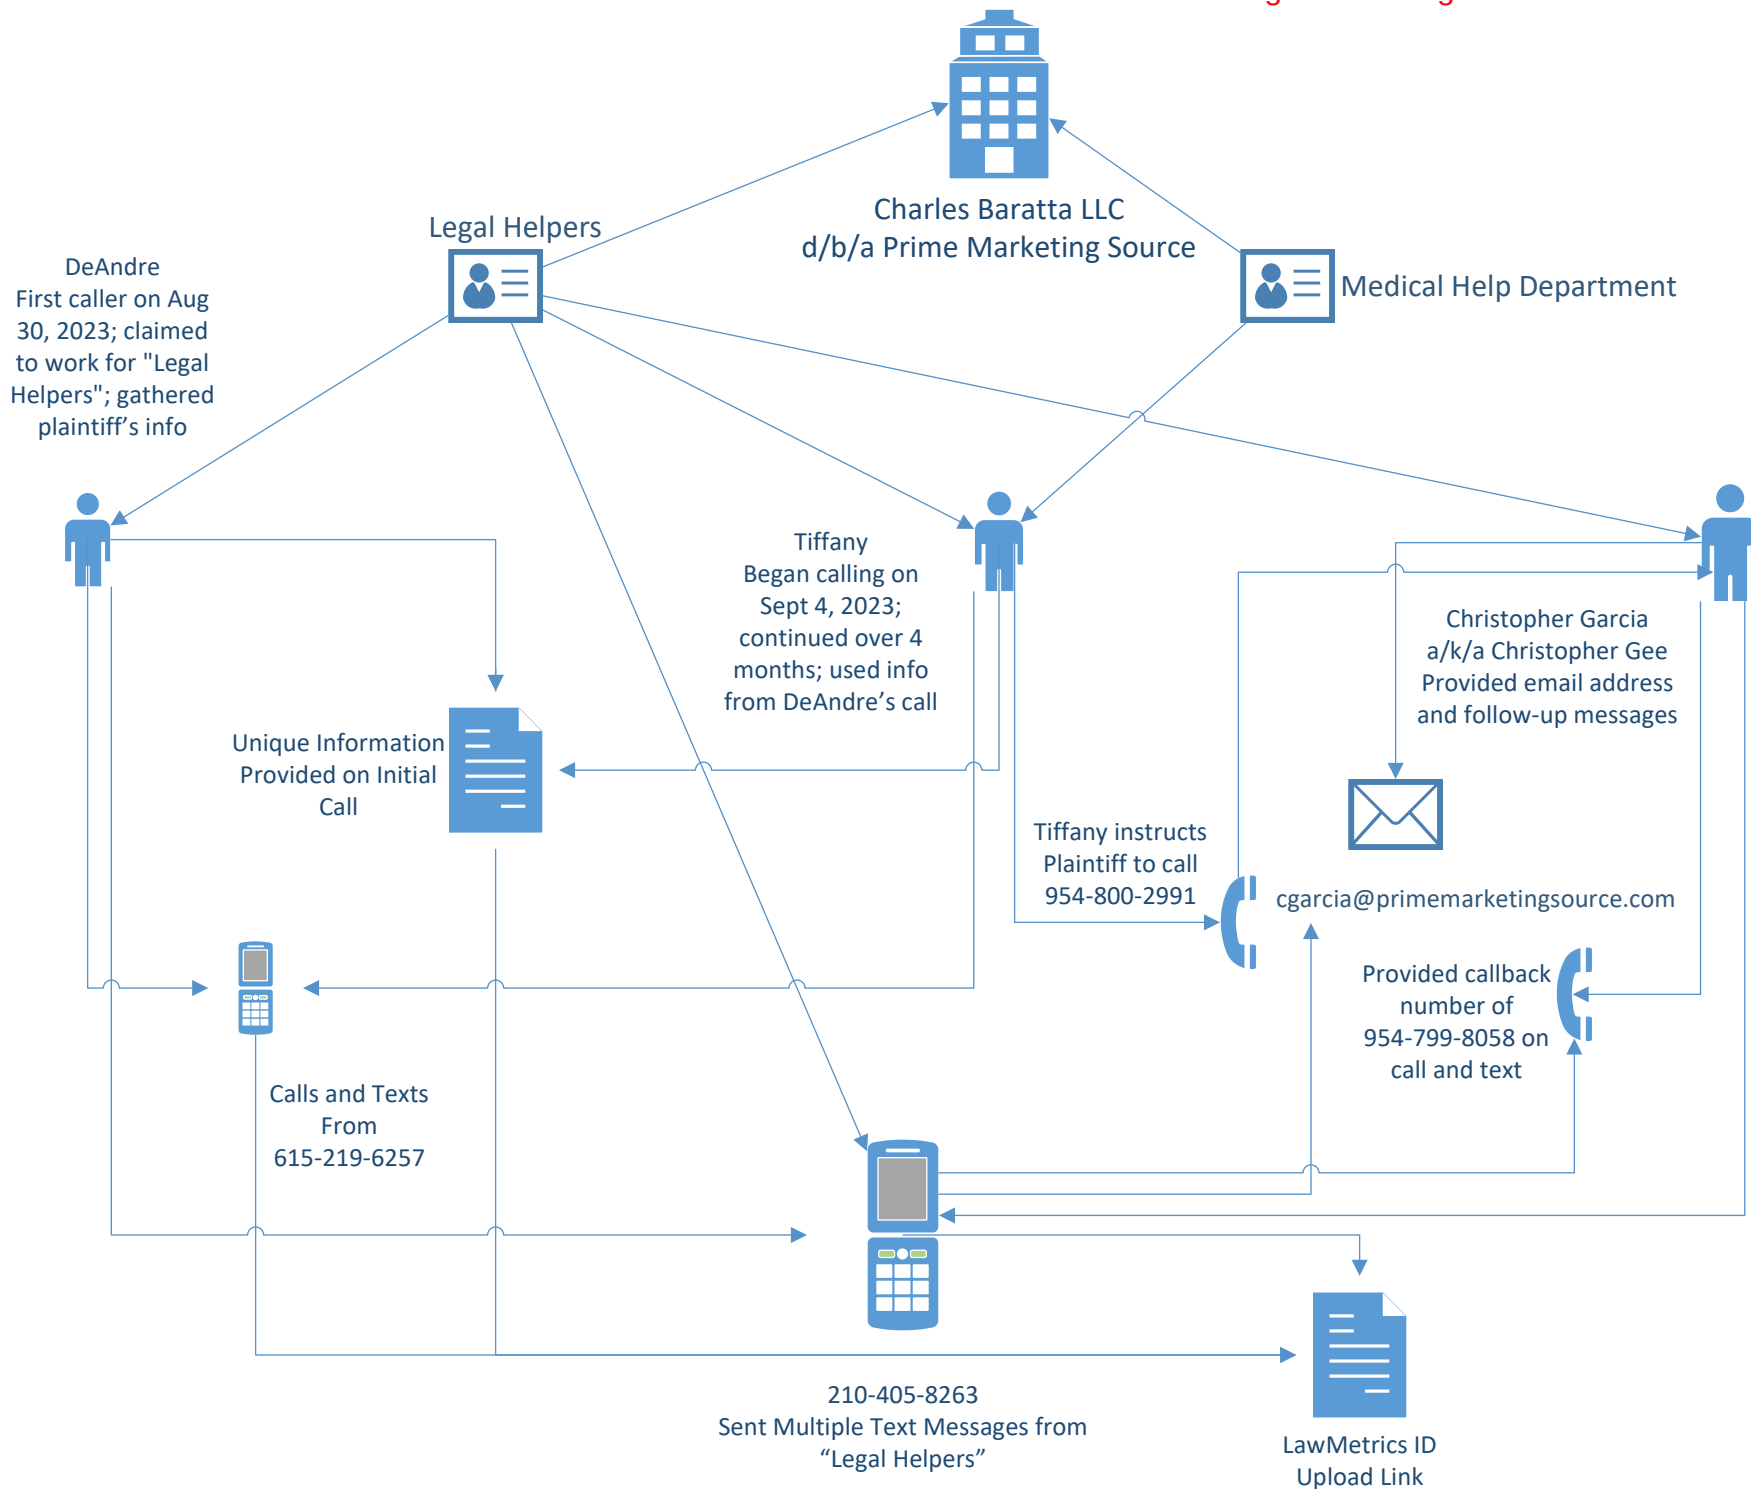 Charles Baratta LLC
d/b/a Prime Marketing Source
Legal Helpers
Medical Help Department
DeAndre
First caller on Aug
30, 2023; claimed
to work for "Legal
Helpers"; gathered
plaintiff’s info
Tiffany
Began calling on
Sept 4, 2023;
continued over 4
months; used info
from DeAndre’s call
Christopher Garcia
a/k/a Christopher Gee
Provided email address
and follow-up messages
Unique Information
Provided on Initial
Call
Tiffany instructs
Plaintiff to call
954-800-2991
cgarcia@primemarketingsource.com
Provided callback
number of
954-799-8058 on
call and text
Calls and Texts
From
615-219-6257
210-405-8263
Sent Multiple Text Messages from
“Legal Helpers”
LawMetrics ID
Upload Link